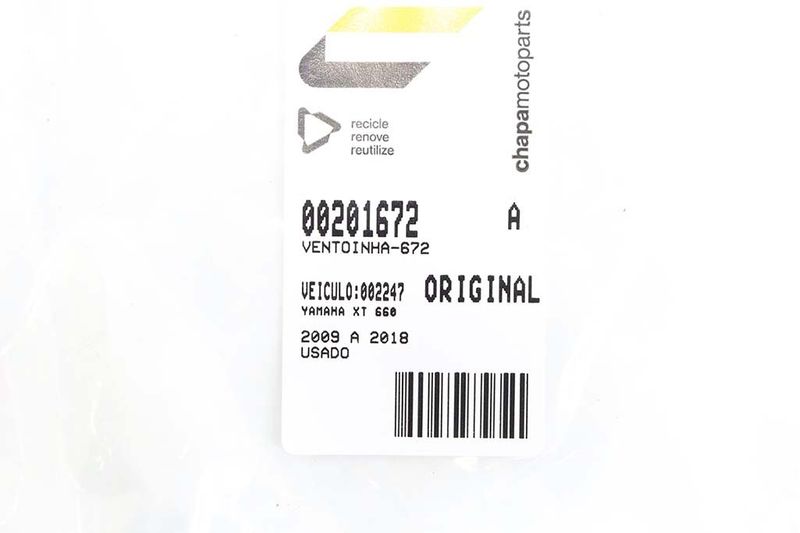 chapamotoparts
recicle
renove
reutilize
00201672 A
VENTOINHA-672
VEICULO:002247 ORIGINAL
YAMAHA XT 660
2009 A 2018
USADO